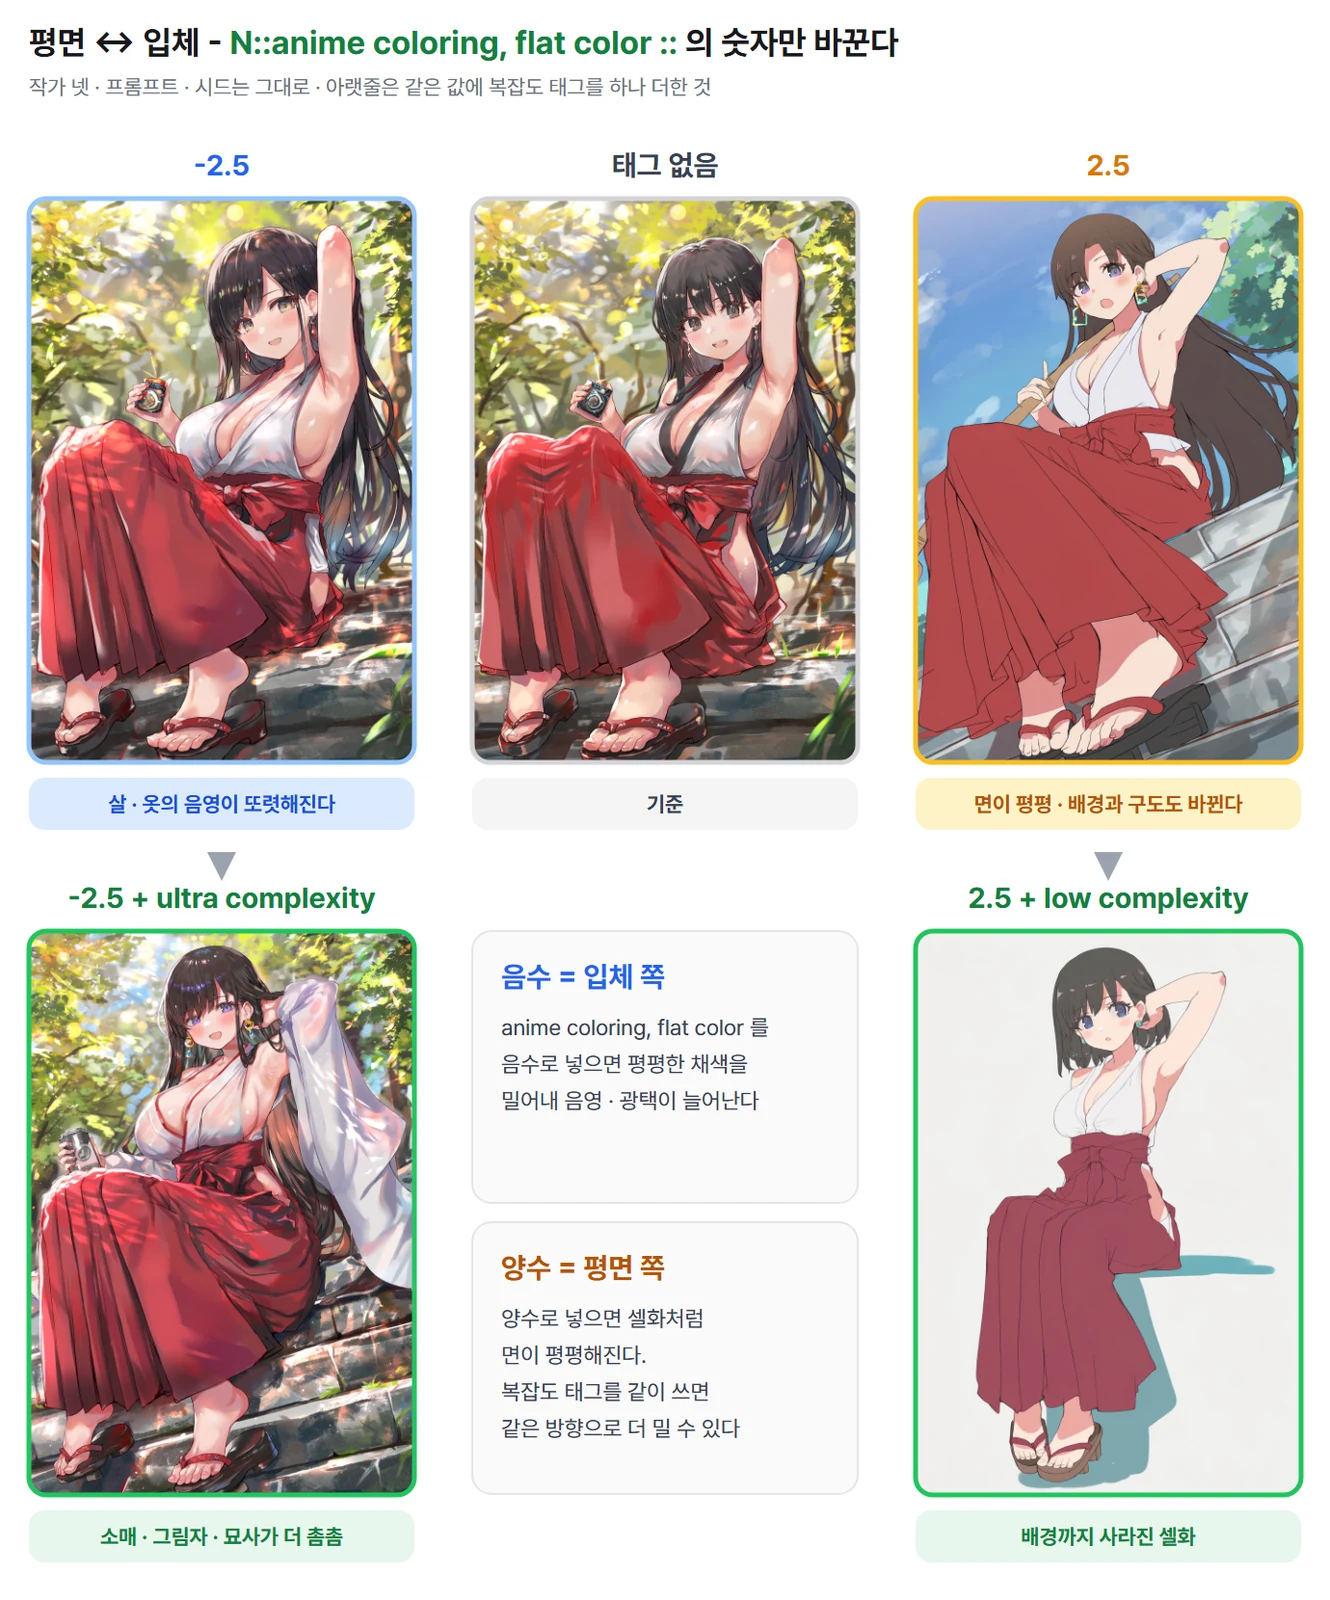 평면 ↔ 입체 - N::anime coloring, flat color :: 의 숫자만 바꾼다
작가 넷 · 프롬프트 · 시드는 그대로 · 아랫줄은 같은 값에 복잡도 태그를 하나 더한 것
-2.5
태그 없음
2.5
살 · 옷의 음영이 또렷해진다
기준
면이 평평 · 배경과 구도도 바뀐다
-2.5 + ultra complexity
2.5 + low complexity
음수 = 입체 쪽
anime coloring, flat color 를
음수로 넣으면 평평한 채색을
밀어내 음영 · 광택이 늘어난다
양수 = 평면 쪽
양수로 넣으면 셀화처럼
면이 평평해진다.
복잡도 태그를 같이 쓰면
같은 방향으로 더 밀 수 있다
소매 · 그림자 · 묘사가 더 촘촘
배경까지 사라진 셀화